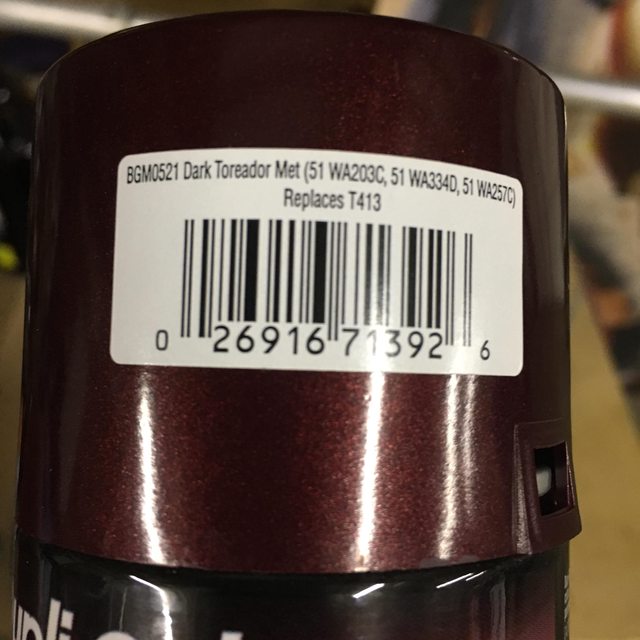 BGM0521 Dark Toreador Met (51 WA203C, 51 WA334D, 51 WA257C)
Replaces T413
0 26916 71392 6